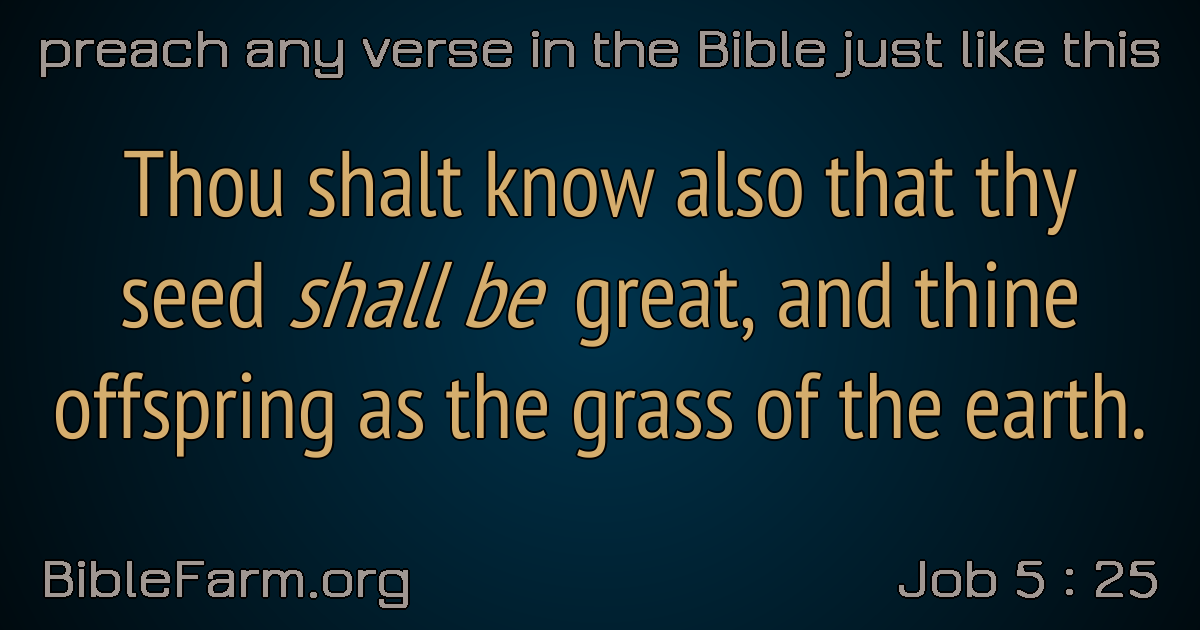 preach any verse in the Bible just like this
Thou shalt know also that thy
seed shall be great, and thine
offspring as the grass of the earth.
BibleFarm.org
Job 5 : 25